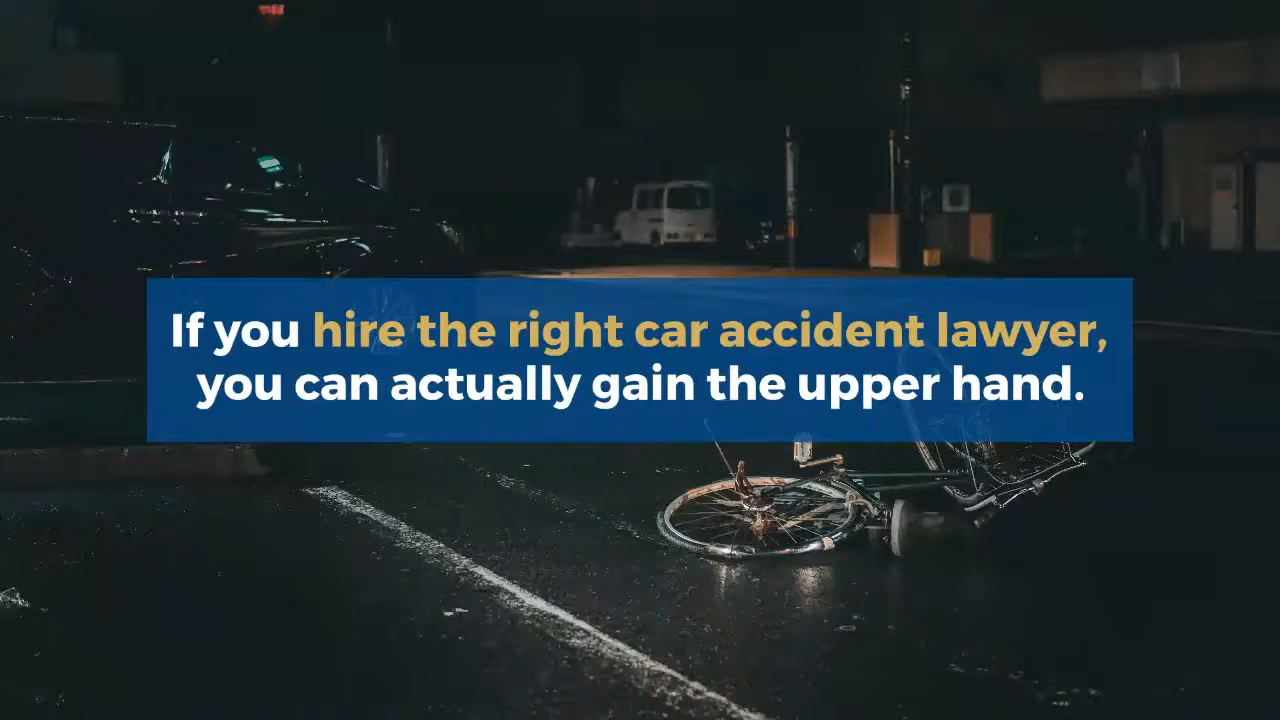 If you hire the right car accident lawyer,
you can actually gain the upper hand.